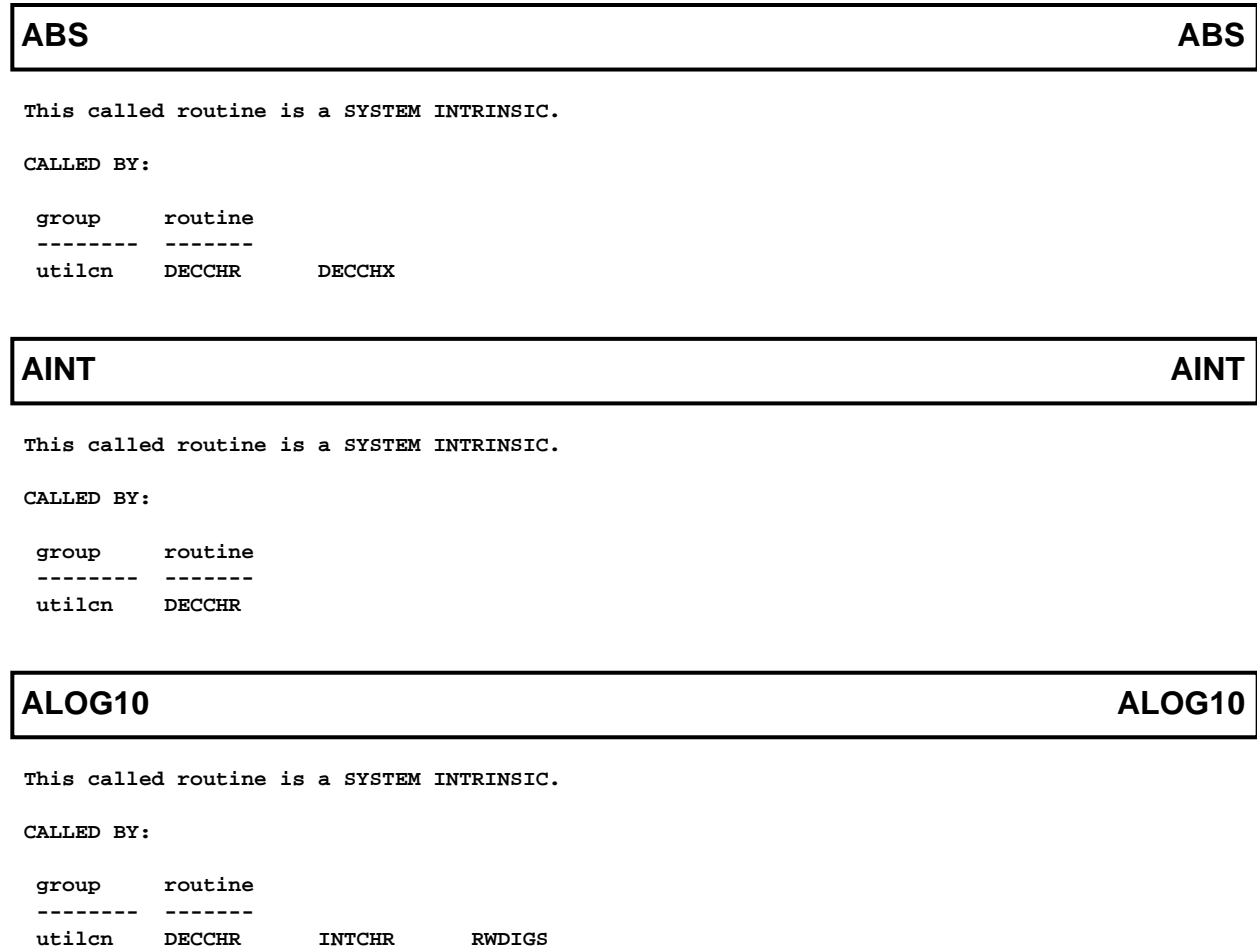 ABS ABS
This called routine is a SYSTEM INTRINSIC.
CALLED BY:
group routine
-------- -------
utilcn DECCHR DECCHX
AINT AINT
This called routine is a SYSTEM INTRINSIC.
CALLED BY:
group routine
-------- -------
utilcn DECCHR
ALOG10 ALOG10
This called routine is a SYSTEM INTRINSIC.
CALLED BY:
group routine
-------- -------
utilcn DECCHR INTCHR RWDIGS